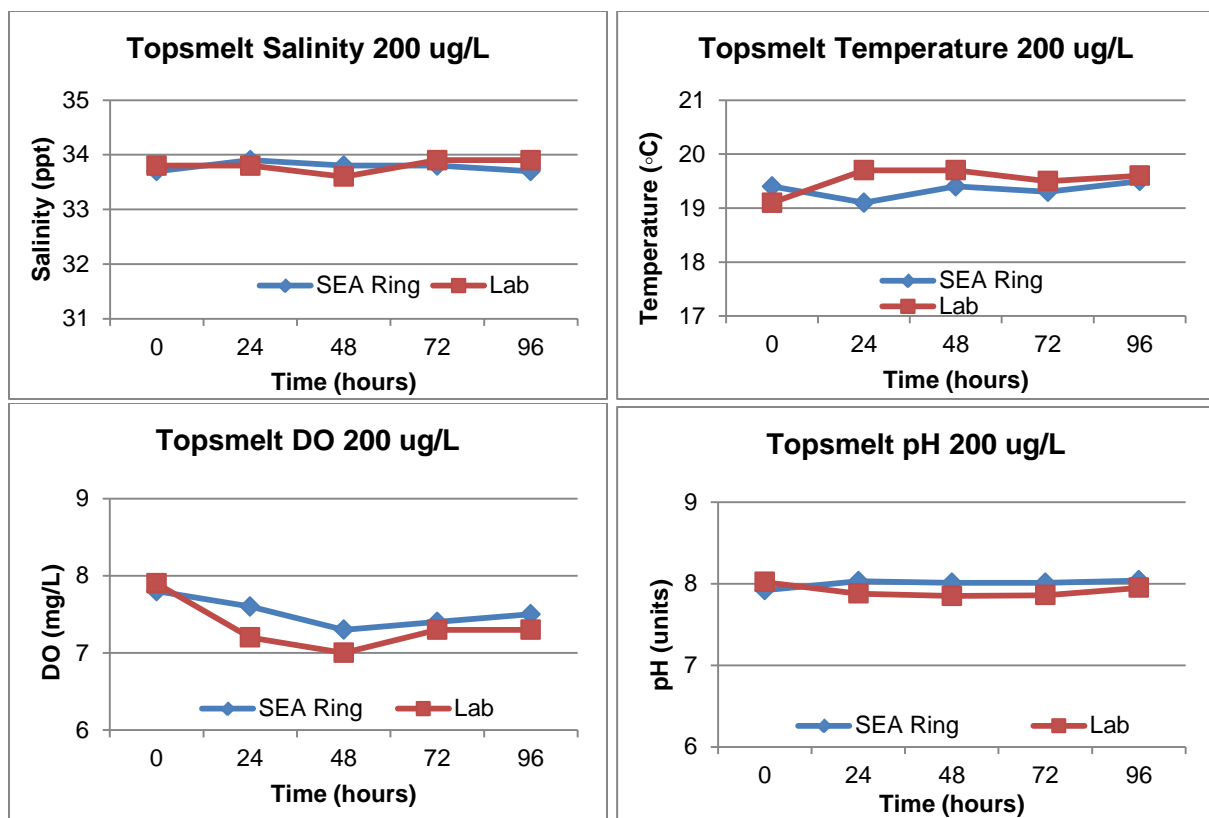 Topsmelt Salinity 200 ug/L
35
34
33
32
31
Salinity (ppt)
SEA Ring
Lab
0 24 48 72 96
Time (hours)
Topsmelt Temperature 200 ug/L
21
20
19
18
17
Temperature (◦C)
SEA Ring
Lab
0 24 48 72 96
Time (hours)
Topsmelt DO 200 ug/L
9
8
7
6
DO (mg/L)
SEA Ring
Lab
0 24 48 72 96
Time (hours)
Topsmelt pH 200 ug/L
9
8
7
6
pH (units)
SEA Ring
Lab
0 24 48 72 96
Time (hours)